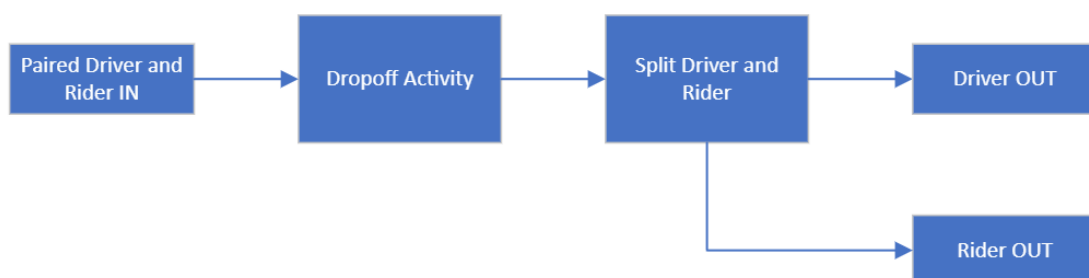 Paired Driver and
Rider IN
Dropoff Activity
Split Driver and
Rider
Driver OUT
Rider OUT